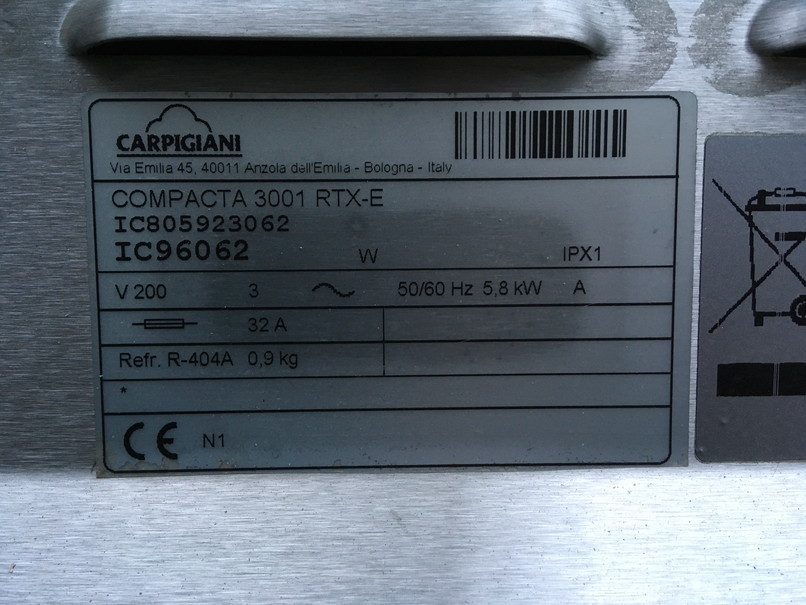 CARPIGIANI
Via Emilia 45, 40011 Anzola dell'Emilia - Bologna - Italy
COMPACTA 3001 RTX-E
IC805923062
IC96062 W IPX1
V 200 3 ~ 50/60 Hz 5,8 kW A
32 A
Refr. R-404A 0,9 kg
*
CE N1